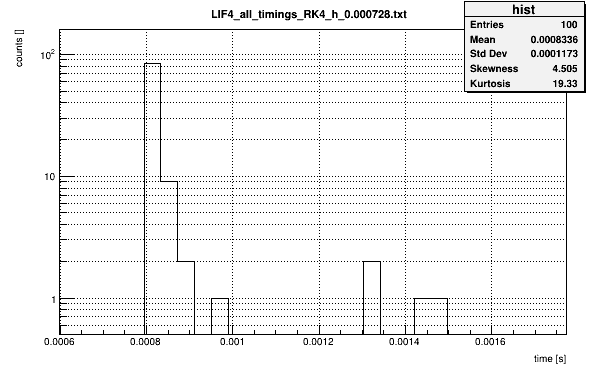 LIF4_all_timings_RK4_h_0.000728.txt
hist
Entries 100
Mean 0.0008336
Std Dev 0.0001173
Skewness 4.505
Kurtosis 19.33
counts []
10²
10
1
0.0006 0.0008 0.001 0.0012 0.0014 0.0016
time [s]